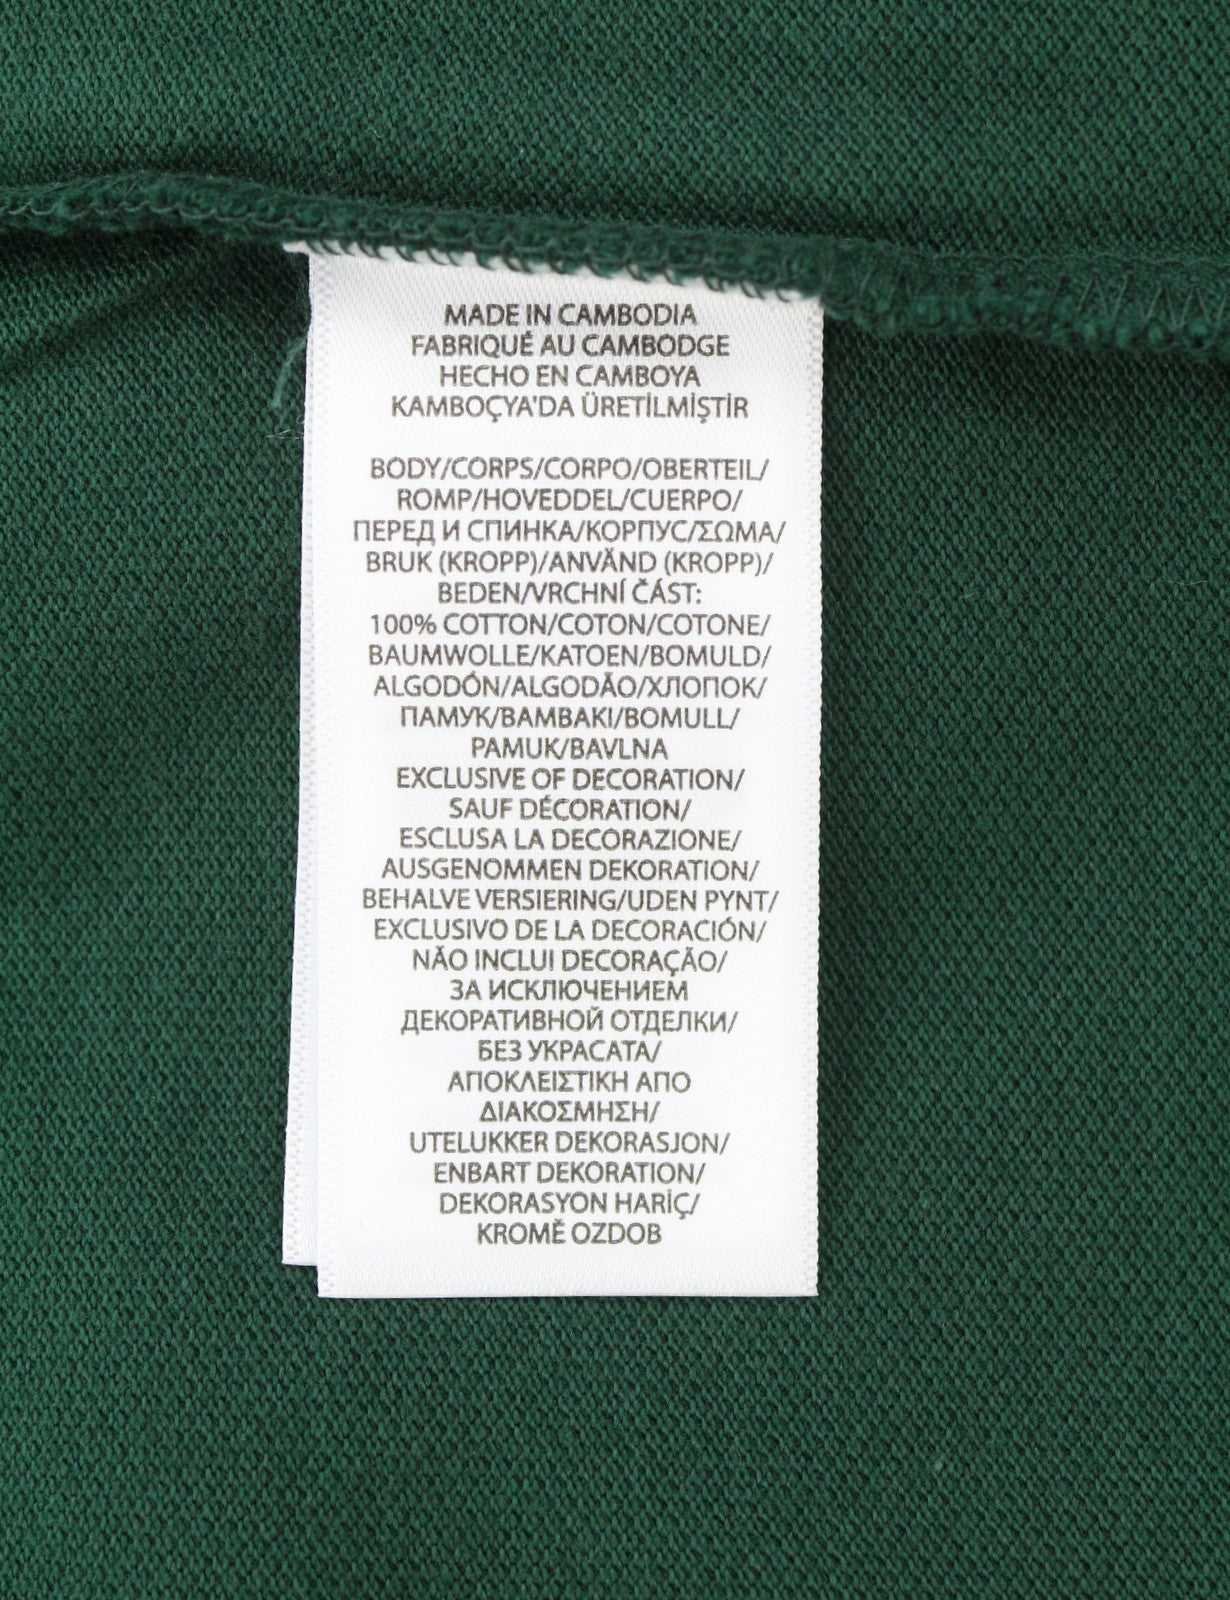 MADE IN CAMBODIA
FABRIQUÉ AU CAMBODGE
HECHO EN CAMBOYA
KAMBOÇYA'DA ÜRETİLMİŞTİR
BODY/CORPS/CORPO/OBERTEIL/
ROMP/HOVEDDEL/CUERPO/
ПЕРЕД И СПИНКА/КОРПУС/ΣΩΜΑ/
BRUK (KROPP)/ANVÄND (KROPP)/
BEDEN/VRCHNÍ ČÁST:
100% COTTON/COTON/COTONE/
BAUMWOLLE/KATOEN/BOMULD/
ALGODÓN/ALGODÃO/ХЛОПОК/
ПАМУК/ΒΑΜΒΑΚΙ/BOMULL/
PAMUK/BAVLNA
EXCLUSIVE OF DECORATION/
SAUF DÉCORATION/
ESCLUSA LA DECORAZIONE/
AUSGENOMMEN DEKORATION/
BEHALVE VERSIERING/UDEN PYNT/
EXCLUSIVO DE LA DECORACIÓN/
NÃO INCLUI DECORAÇÃO/
ЗА ИСКЛЮЧЕНИЕМ
ДЕКОРАТИВНОЙ ОТДЕЛКИ/
БЕЗ УКРАСАТА/
ΑΠΟΚΛΕΙΣΤΙΚΗ ΑΠΟ
ΔΙΑΚΟΣΜΗΣΗ/
UTELUKKER DEKORASJON/
ENBART DEKORATION/
DEKORASYON HARİÇ/
KROMĚ OZDOB